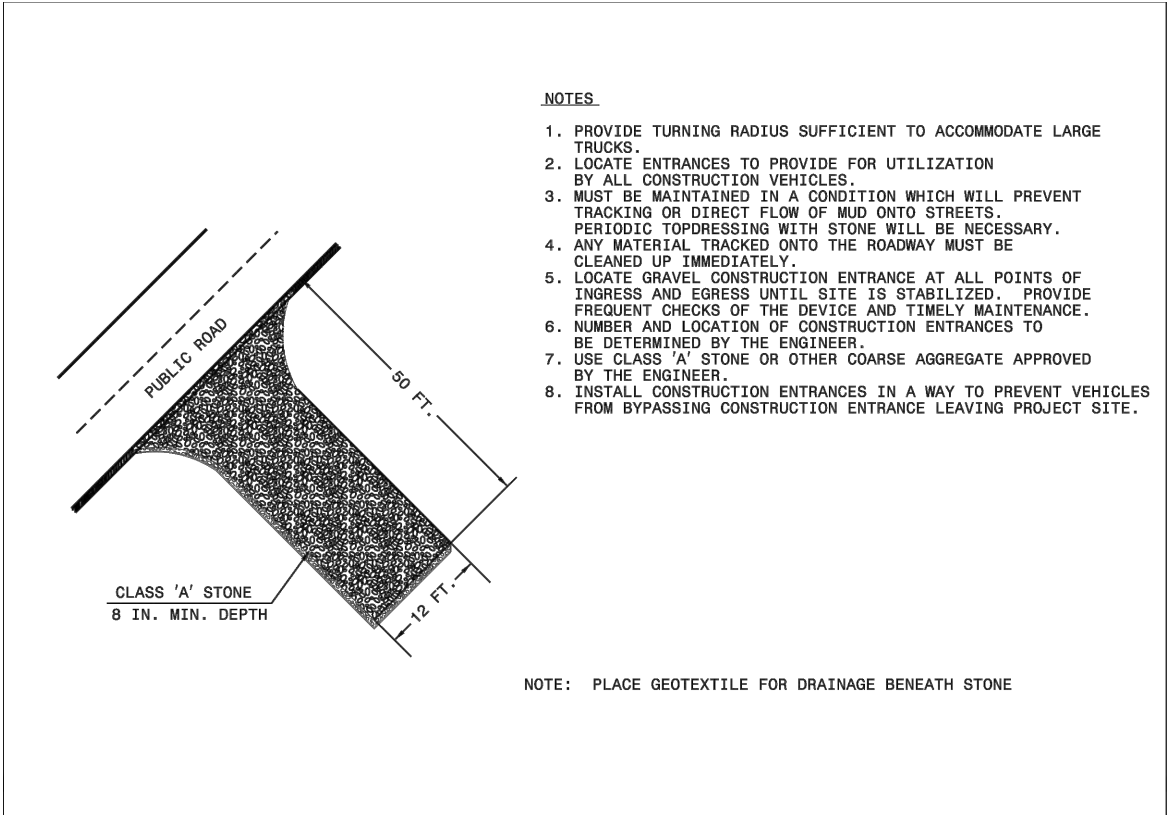 NOTES
1. PROVIDE TURNING RADIUS SUFFICIENT TO ACCOMMODATE LARGE
TRUCKS.
2. LOCATE ENTRANCES TO PROVIDE FOR UTILIZATION
BY ALL CONSTRUCTION VEHICLES.
3. MUST BE MAINTAINED IN A CONDITION WHICH WILL PREVENT
TRACKING OR DIRECT FLOW OF MUD ONTO STREETS.
PERIODIC TOPDRESSING WITH STONE WILL BE NECESSARY.
4. ANY MATERIAL TRACKED ONTO THE ROADWAY MUST BE
CLEANED UP IMMEDIATELY.
5. LOCATE GRAVEL CONSTRUCTION ENTRANCE AT ALL POINTS OF
INGRESS AND EGRESS UNTIL SITE IS STABILIZED.  PROVIDE
FREQUENT CHECKS OF THE DEVICE AND TIMELY MAINTENANCE.
6. NUMBER AND LOCATION OF CONSTRUCTION ENTRANCES TO
BE DETERMINED BY THE ENGINEER.
7. USE CLASS 'A' STONE OR OTHER COARSE AGGREGATE APPROVED
BY THE ENGINEER.
8. INSTALL CONSTRUCTION ENTRANCES IN A WAY TO PREVENT VEHICLES
FROM BYPASSING CONSTRUCTION ENTRANCE LEAVING PROJECT SITE.
PUBLIC ROAD
50 FT.
12 FT.
CLASS 'A' STONE
8 IN. MIN. DEPTH
NOTE:  PLACE GEOTEXTILE FOR DRAINAGE BENEATH STONE